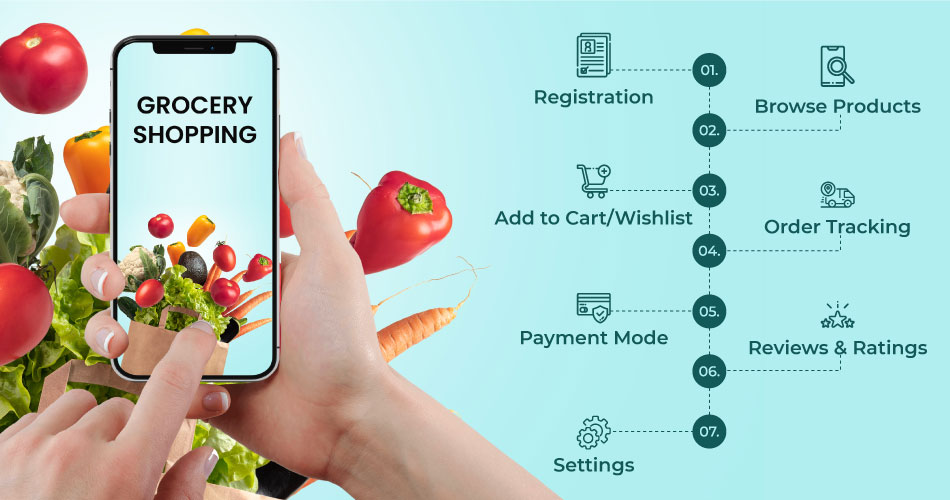 GROCERY
SHOPPING
01.
Registration
02.
Browse Products
03.
Add to Cart/Wishlist
04.
Order Tracking
05.
Payment Mode
06.
Reviews & Ratings
07.
Settings